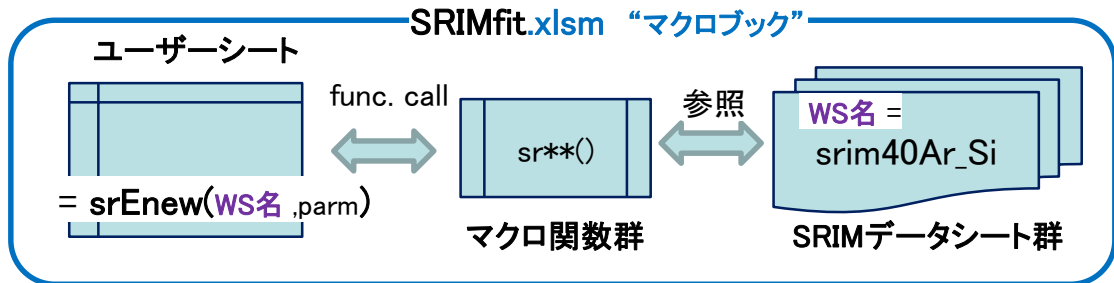 SRIMfit.xlsm “マクロブック”
ユーザーシート
func. call
参照
WS名 =
srim40Ar_Si
sr**()
= srEnew(WS名 ,parm)
マクロ関数群
SRIMデータシート群